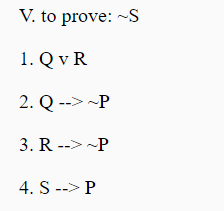 V. to prove: ~S
1. Q v R
2. Q --> ~P
3. R --> ~P
4. S --> P